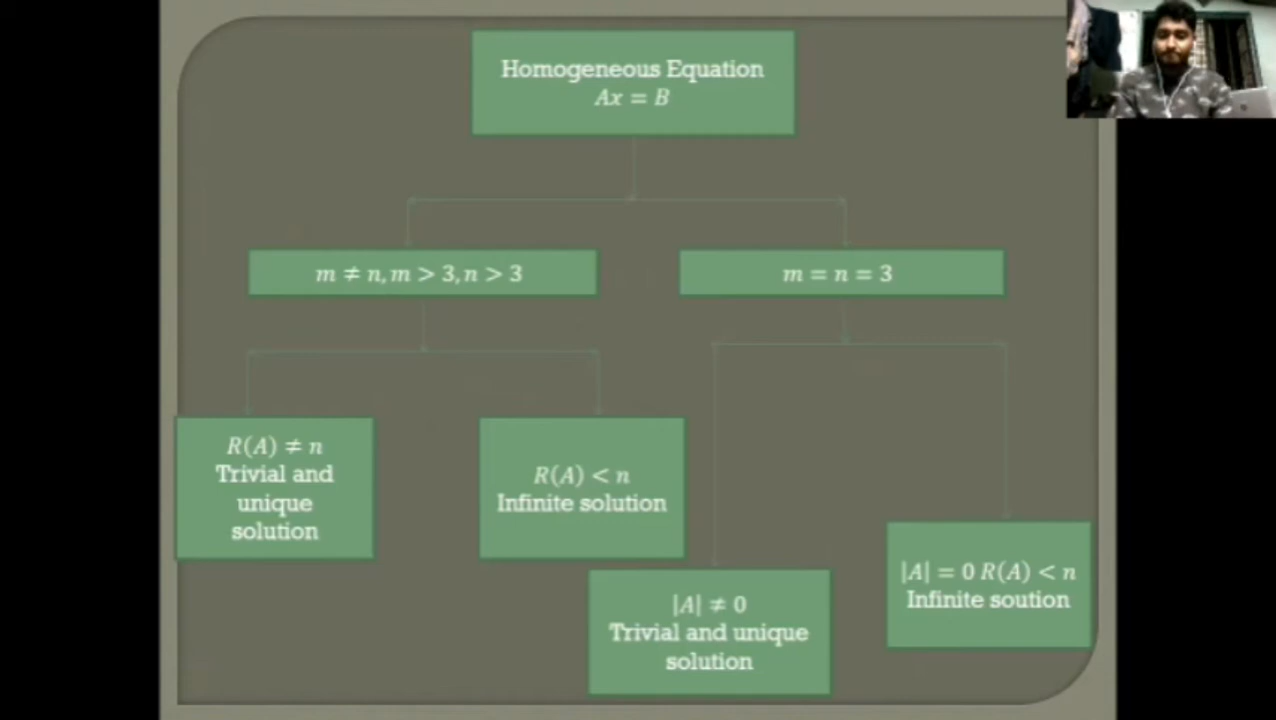 Homogeneous Equation
Ax = B
m ≠ n, m > 3, n > 3
m = n = 3
R(A) ≠ n
Trivial and
unique
solution
R(A) < n
Infinite solution
|A| ≠ 0
Trivial and unique
solution
|A| = 0 R(A) < n
Infinite soution